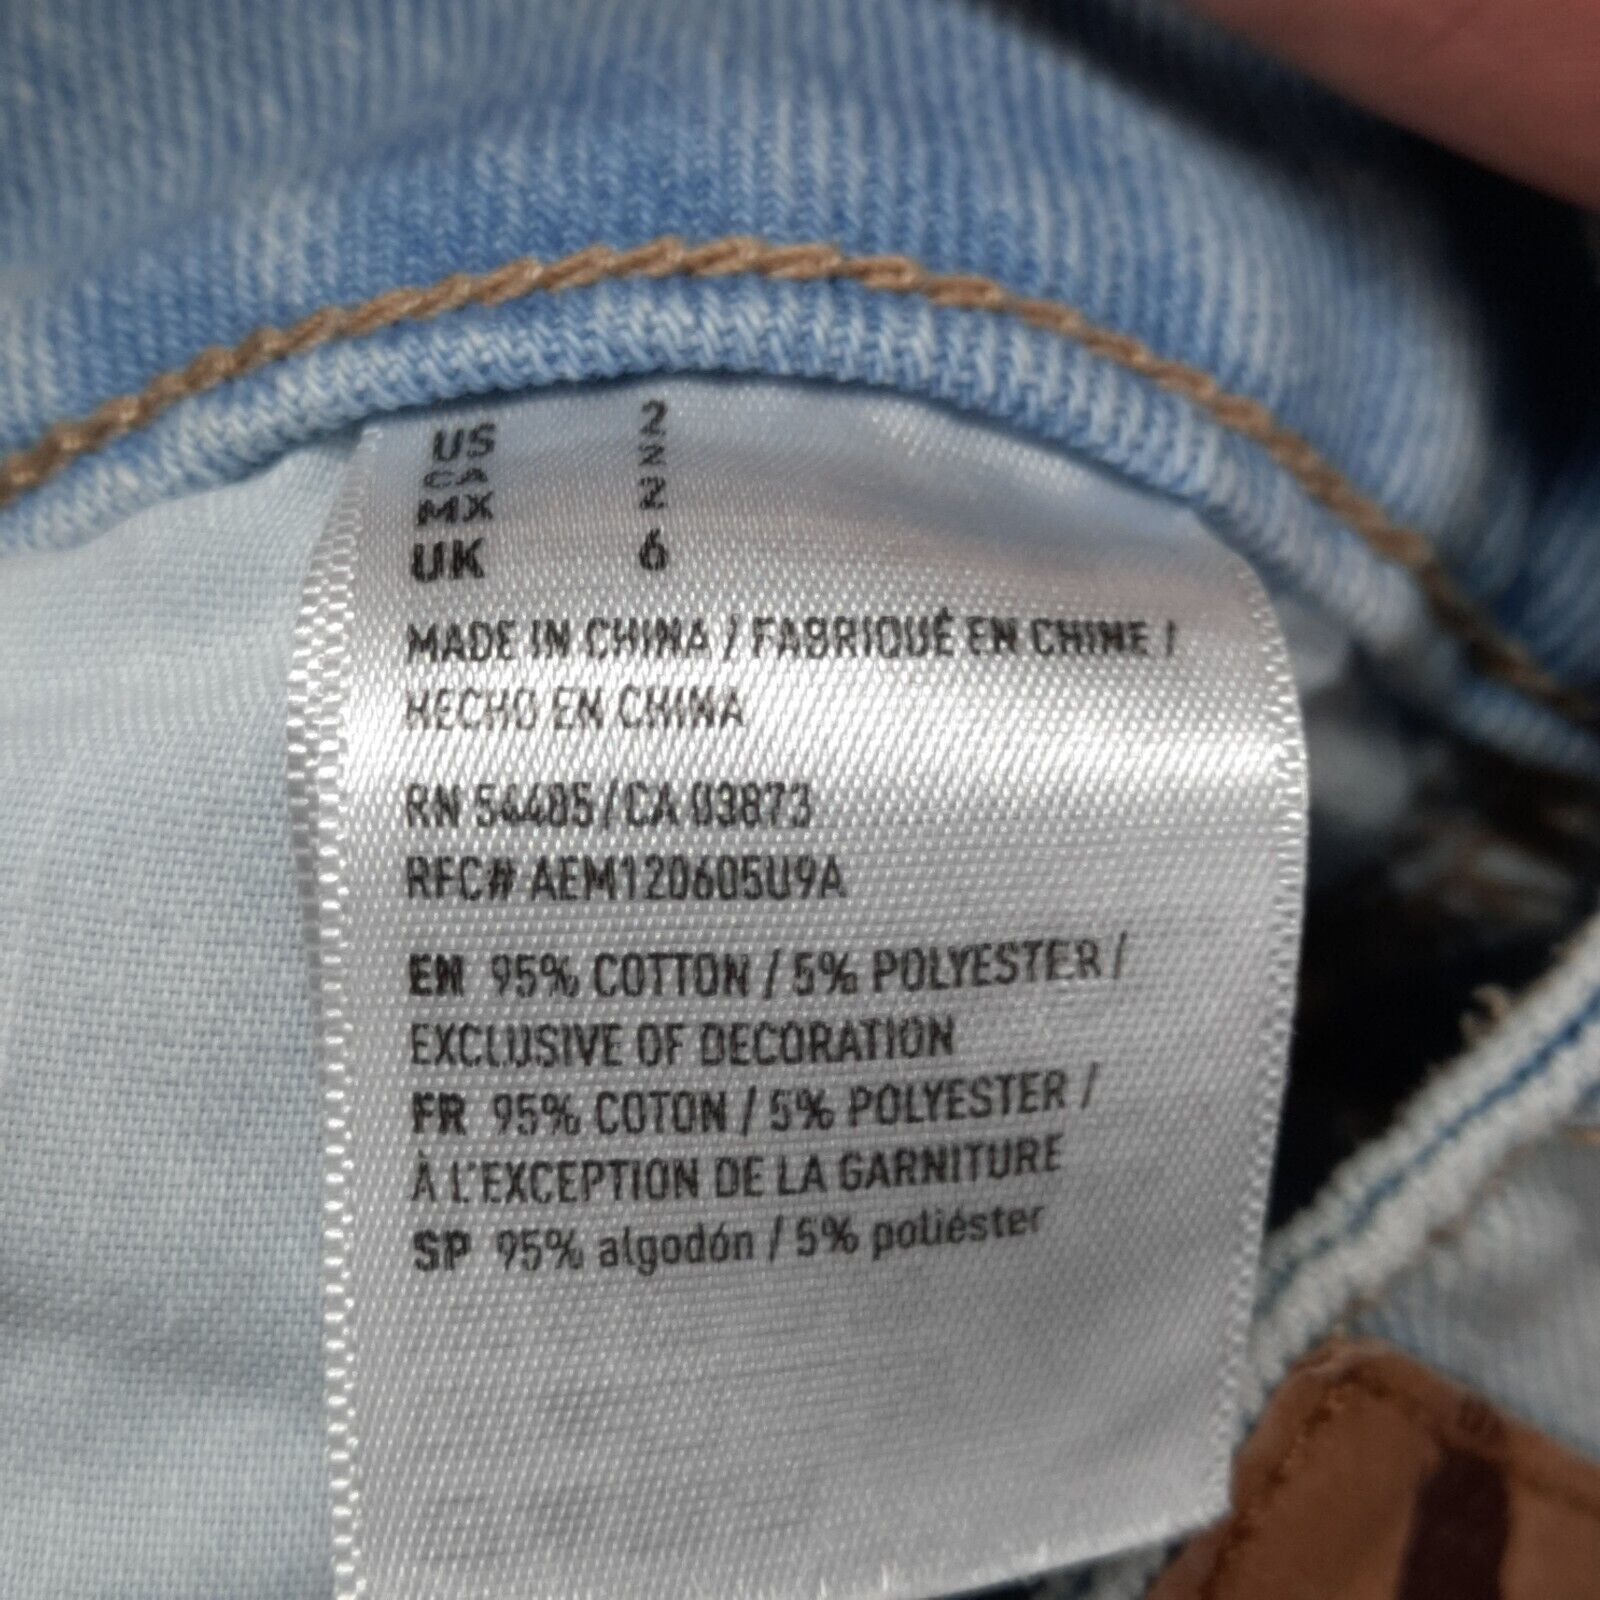 US 2
CA 2
MX 2
UK 6
MADE IN CHINA / FABRIQUÉ EN CHINE /
HECHO EN CHINA
RN 54485/CA 03873
RFC# AEM120605U9A
EN 95% COTTON / 5% POLYESTER /
EXCLUSIVE OF DECORATION
FR 95% COTON / 5% POLYESTER /
À L'EXCEPTION DE LA GARNITURE
SP 95% algodón / 5% poliéster